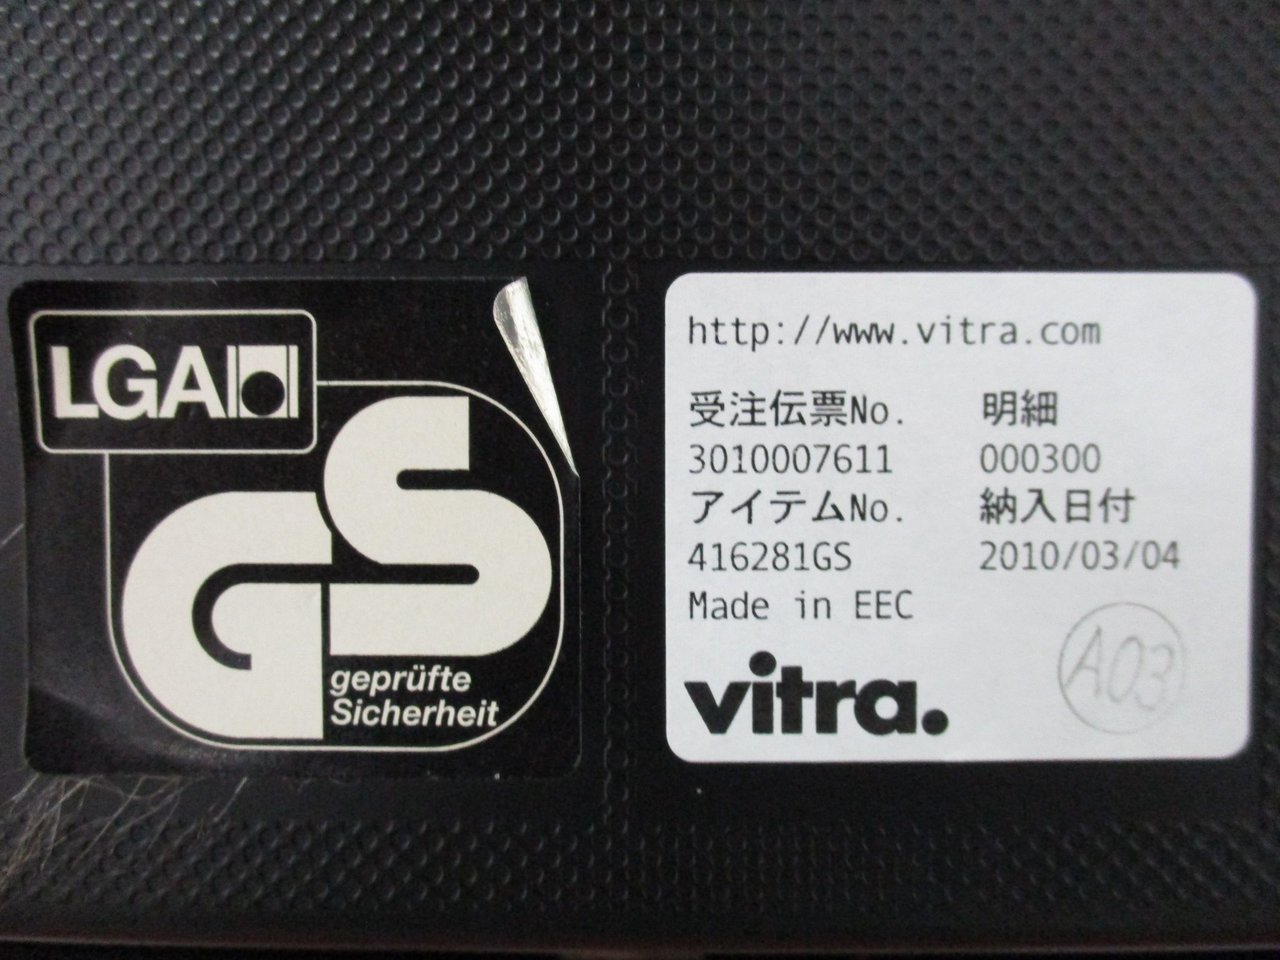 LGA
GS
geprüfte
Sicherheit
http://www.vitra.com
受注伝票No. 明細
3010007611 000300
アイテムNo. 納入日付
416281GS 2010/03/04
Made in EEC
A03
vitra.